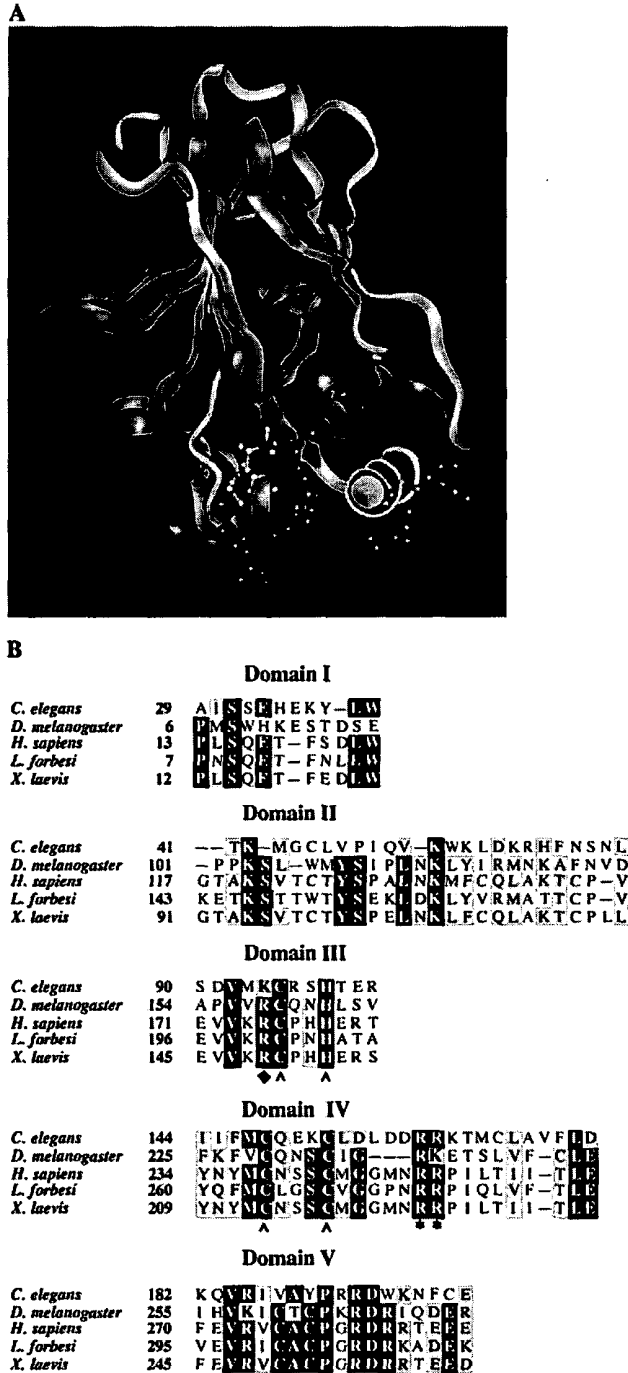 A
B
Domain I
C. elegans 29 A I S S E H E K Y – L W
D. melanogaster 6 P M S W H K E S T D S E
H. sapiens 13 P L S Q E T – F S D L W
L. forbesi 7 P N S Q E T – F N L L W
X. laevis 12 P L S Q E T – F E D L W
Domain II
C. elegans 41 – – T K – M G C L V P I Q V – K W K L D K R H F N S N L
D. melanogaster 101 – P P K S L – W M Y S I P L N K L Y I R M N K A F N V D
H. sapiens 117 G T A K S V T C T Y S P A L N K M F C Q L A K T C P – V
L. forbesi 143 K E T K S T T W T Y S E K L D K L Y V R M A T T C P – V
X. laevis 91 G T A K S V T C T Y S P E L N K L F C Q L A K T C P L L
Domain III
C. elegans 90 S D V M K C R S H T E R
D. melanogaster 154 A P V V R C Q N H L S V
H. sapiens 171 E V V K R C P H H E R T
L. forbesi 196 E V V K R C P N H A T A
X. laevis 145 E V V K R C P H H E R S
◆ ^ ^
Domain IV
C. elegans 144 I I F M C Q E K C L D L D D R R K T M C L A V F L D
D. melanogaster 225 F K F V C Q N S C I G – – – R K E T S L V F – C L E
H. sapiens 234 Y N Y M C N S S C M G G M N R R P I L T I I – T L E
L. forbesi 260 Y Q F M C L G S C V G G P N R R P I Q L V F – T L E
X. laevis 209 Y N Y M C N S S C M G G M N R R P I L T I I – T L E
^ ^ * *
Domain V
C. elegans 182 K Q V R I V A Y P R R D W K N F C E
D. melanogaster 255 I H V K I C T C P K R D R I Q D E R
H. sapiens 270 F E V R V C A C P G R D R R T E E E
L. forbesi 295 V E V R I C A C P G R D R K A D E K
X. laevis 245 F E V R V C A C P G R D R R T E E D